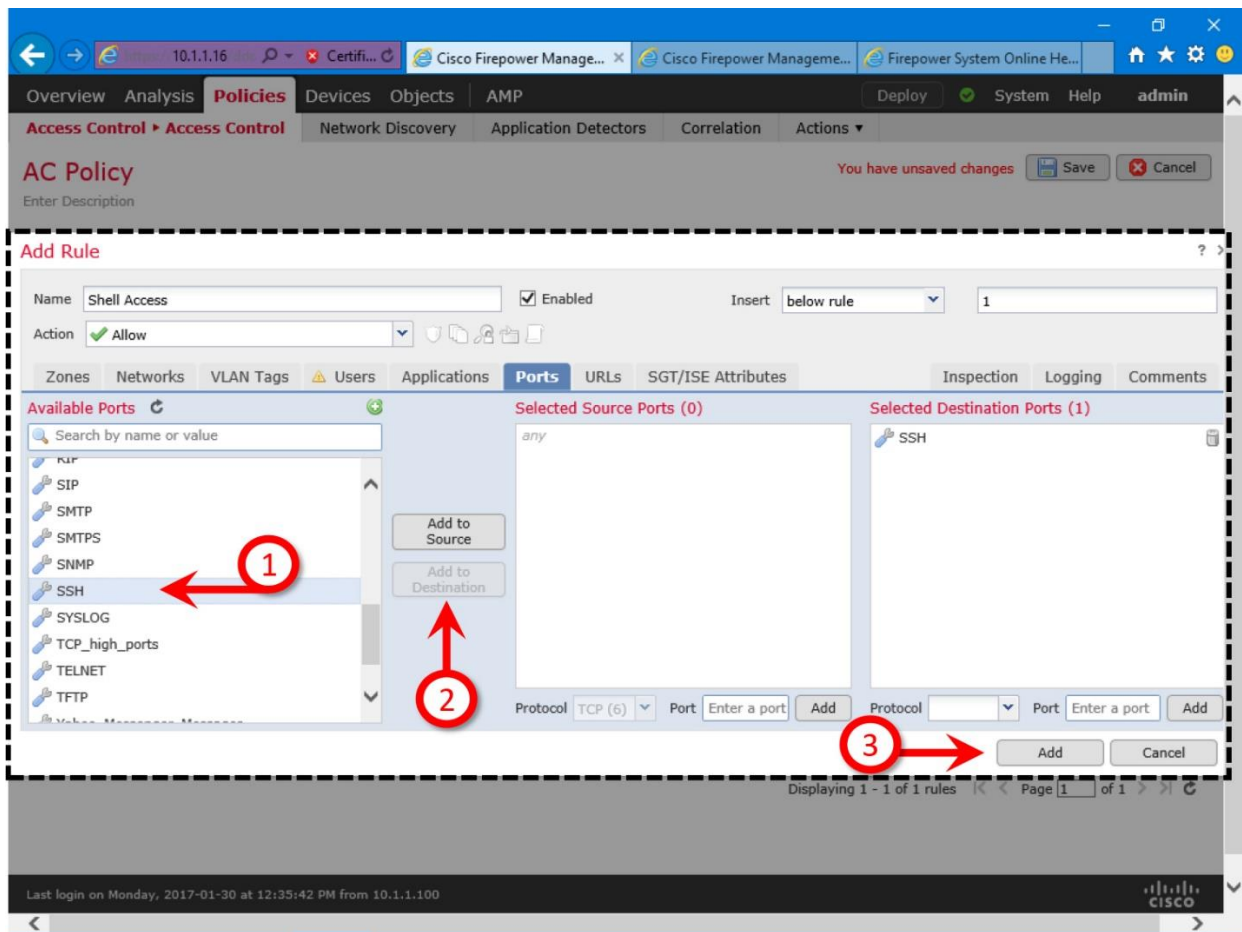 10.1.1.16
Certifi...
Cisco Firepower Manage...
Cisco Firepower Manageme...
Firepower System Online He...
Overview Analysis Policies Devices Objects AMP
Deploy System Help admin
Access Control ▸ Access Control Network Discovery Application Detectors Correlation Actions ▾
AC Policy
You have unsaved changes Save Cancel
Enter Description
Add Rule
?
Name Shell Access Enabled Insert below rule 1
Action Allow
Zones Networks VLAN Tags Users Applications Ports URLs SGT/ISE Attributes Inspection Logging Comments
Available Ports
Selected Source Ports (0)
Selected Destination Ports (1)
Search by name or value
any
SSH
RIP
SIP
SMTP
SMTPS
SNMP
SSH
SYSLOG
TCP_high_ports
TELNET
TFTP
Add to
Source
Add to
Destination
1
2
3
Protocol TCP (6) Port Enter a port Add
Protocol Port Enter a port Add
Add Cancel
Displaying 1 - 1 of 1 rules Page 1 of 1
Last login on Monday, 2017-01-30 at 12:35:42 PM from 10.1.1.100
CISCO